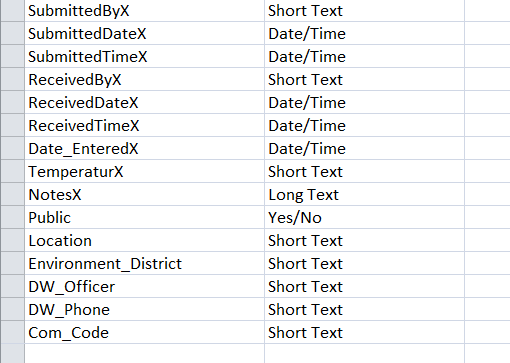 SubmittedByX Short Text
SubmittedDateX Date/Time
SubmittedTimeX Date/Time
ReceivedByX Short Text
ReceivedDateX Date/Time
ReceivedTimeX Date/Time
Date_EnteredX Date/Time
TemperaturX Short Text
NotesX Long Text
Public Yes/No
Location Short Text
Environment_District Short Text
DW_Officer Short Text
DW_Phone Short Text
Com_Code Short Text